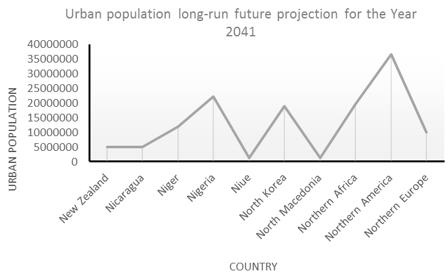 Urban population long-run future projection for the Year
2041
40000000
35000000
30000000
25000000
20000000
15000000
10000000
5000000
0
URBAN POPULATION
New Zealand
Nicaragua
Niger
Nigeria
Niue
North Korea
North Macedonia
Northern Africa
Northern America
Northern Europe
COUNTRY